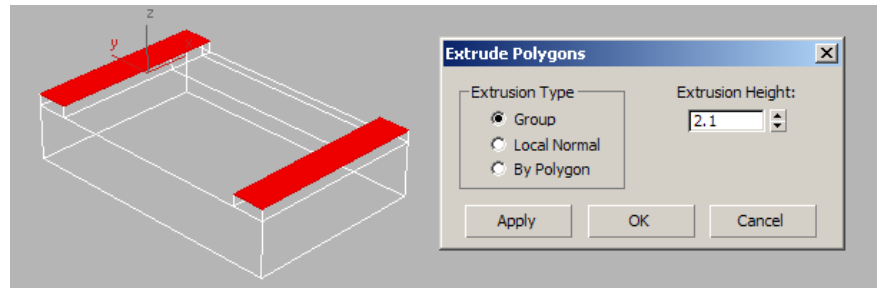 z
y
Extrude Polygons
Extrusion Type
Group
Local Normal
By Polygon
Extrusion Height:
2.1
Apply OK Cancel